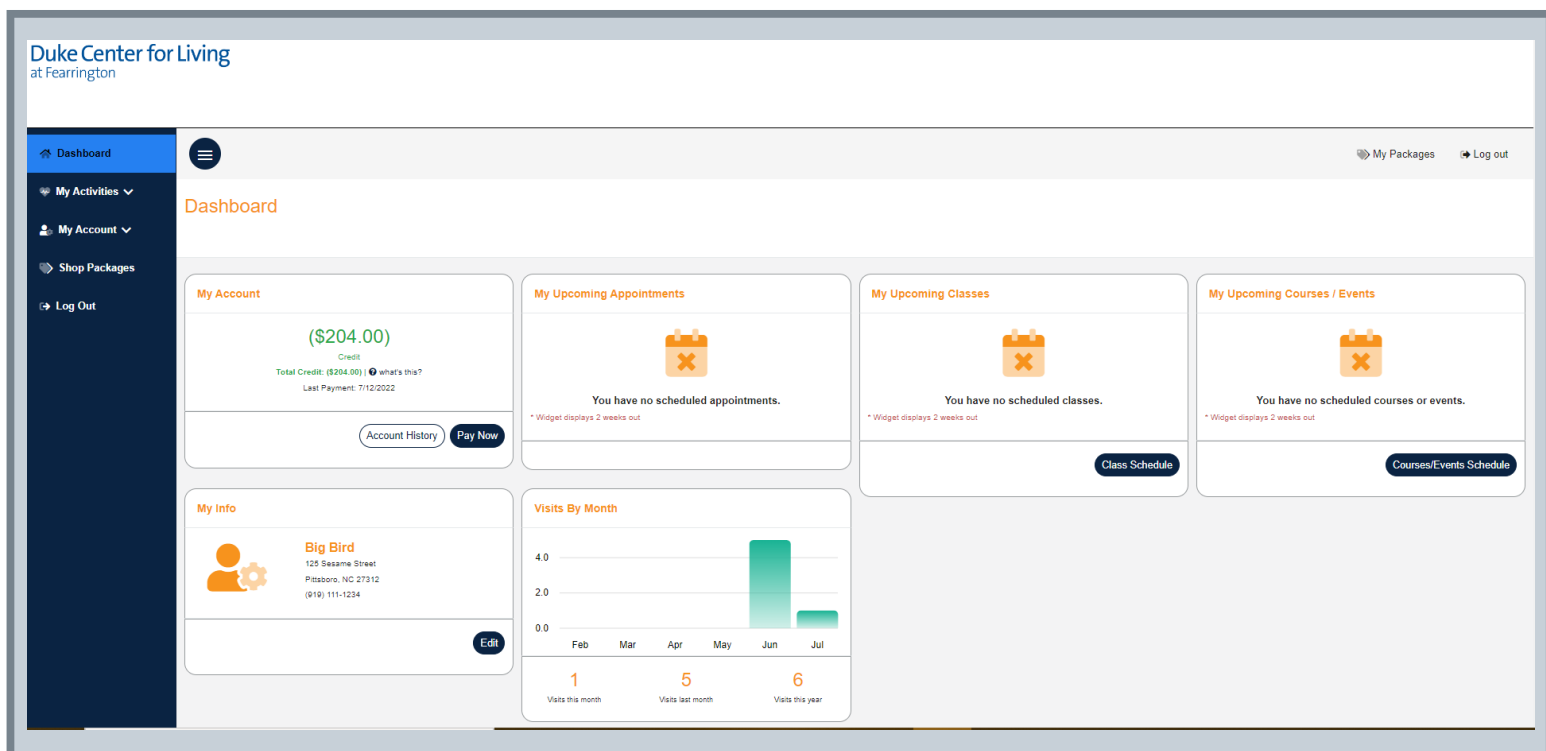 Duke Center for Living
at Fearrington
Dashboard
My Activities
My Account
Shop Packages
Log Out
My Packages
Log out
Dashboard
My Account
($204.00)
Credit
Total Credit: ($204.00) | ? what's this?
Last Payment: 7/12/2022
Account History
Pay Now
My Upcoming Appointments
You have no scheduled appointments.
* Widget displays 2 weeks out
My Upcoming Classes
You have no scheduled classes.
* Widget displays 2 weeks out
Class Schedule
My Upcoming Courses / Events
You have no scheduled courses or events.
* Widget displays 2 weeks out
Courses/Events Schedule
My Info
Big Bird
125 Sesame Street
Pittsboro, NC 27312
(919) 111-1234
Edit
Visits By Month
4.0
2.0
0.0
Feb Mar Apr May Jun Jul
1 5 6
Visits this month Visits last month Visits this year